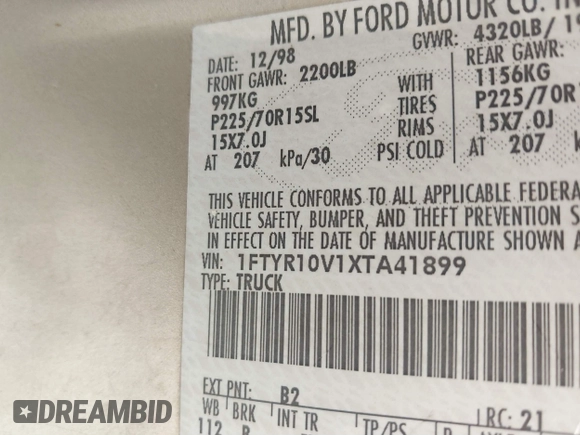 MFD. BY FORD MOTOR CO. IN
DATE: 12/98 GVWR: 4320LB/ 19
FRONT GAWR: 2200LB REAR GAWR:
997KG WITH 1156KG
P225/70R15SL TIRES P225/70R
15X7.0J RIMS 15X7.0J
AT 207 kPa/30 PSI COLD AT 207
THIS VEHICLE CONFORMS TO ALL APPLICABLE FEDERA
VEHICLE SAFETY, BUMPER, AND THEFT PREVENTION S
IN EFFECT ON THE DATE OF MANUFACTURE SHOWN A
VIN: 1FTYR10V1XTA41899
TYPE: TRUCK
EXT PNT: B2 RC: 21
WB BRK INT TR TP/PS R
112
DREAMBID